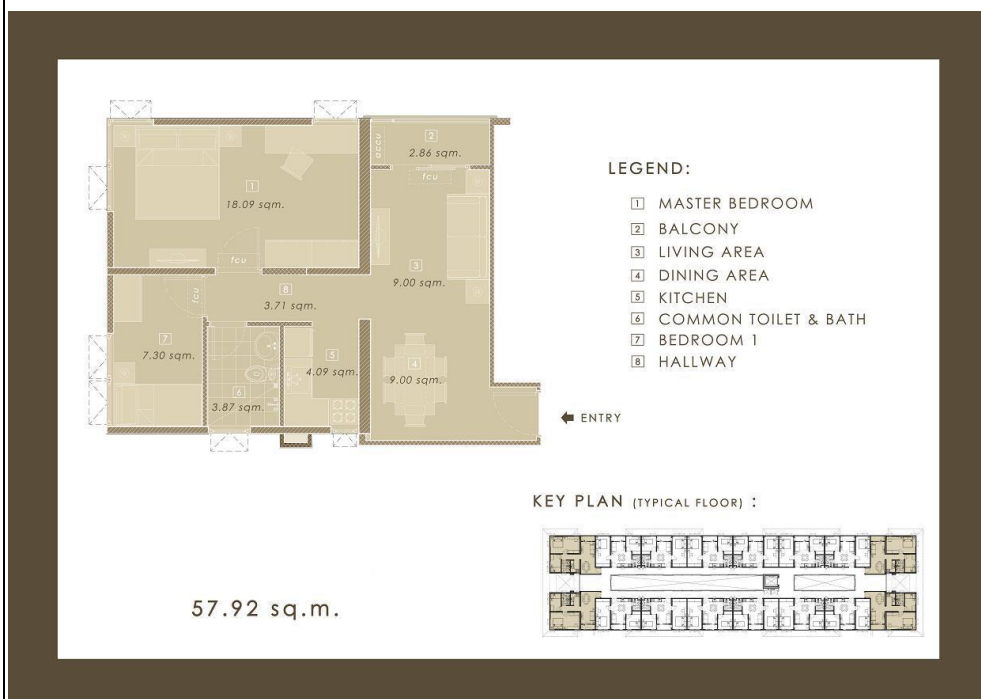 1
18.09 sqm.
accu
2
2.86 sqm.
fcu
fcu
fcu
3
9.00 sqm.
8
3.71 sqm.
7
7.30 sqm.
5
4.09 sqm.
4
9.00 sqm.
6
3.87 sqm.
ENTRY
LEGEND:
1 MASTER BEDROOM
2 BALCONY
3 LIVING AREA
4 DINING AREA
5 KITCHEN
6 COMMON TOILET & BATH
7 BEDROOM 1
8 HALLWAY
KEY PLAN (TYPICAL FLOOR) :
57.92 sq.m.